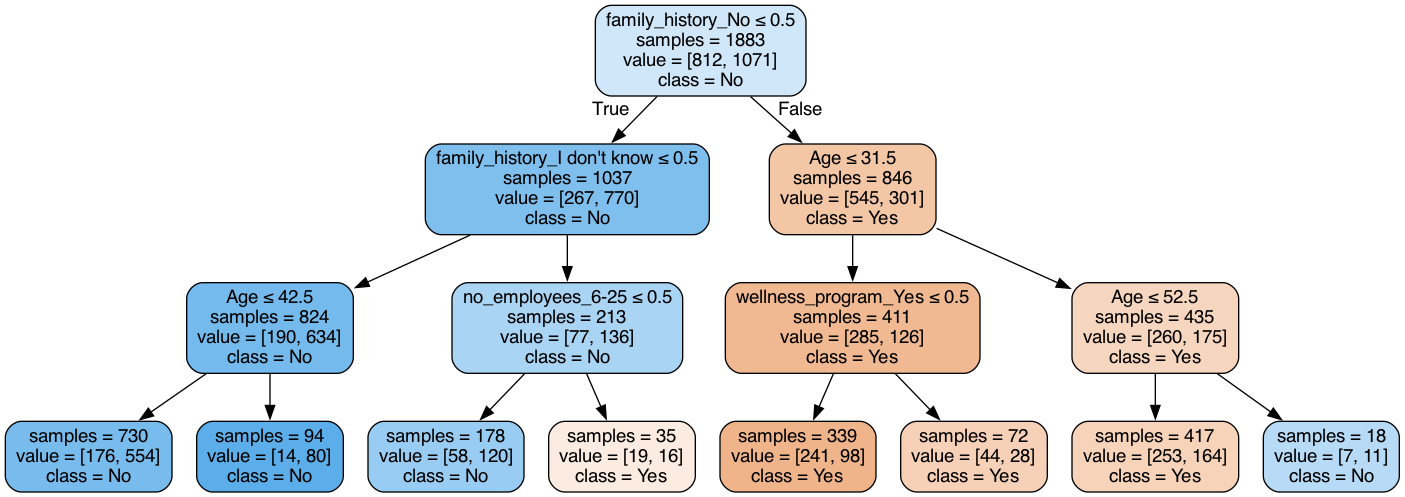 family_history_No ≤ 0.5
samples = 1883
value = [812, 1071]
class = No
True
False
family_history_I don't know ≤ 0.5
samples = 1037
value = [267, 770]
class = No
Age ≤ 31.5
samples = 846
value = [545, 301]
class = Yes
Age ≤ 42.5
samples = 824
value = [190, 634]
class = No
no_employees_6-25 ≤ 0.5
samples = 213
value = [77, 136]
class = No
wellness_program_Yes ≤ 0.5
samples = 411
value = [285, 126]
class = Yes
Age ≤ 52.5
samples = 435
value = [260, 175]
class = Yes
samples = 730
value = [176, 554]
class = No
samples = 94
value = [14, 80]
class = No
samples = 178
value = [58, 120]
class = No
samples = 35
value = [19, 16]
class = Yes
samples = 339
value = [241, 98]
class = Yes
samples = 72
value = [44, 28]
class = Yes
samples = 417
value = [253, 164]
class = Yes
samples = 18
value = [7, 11]
class = No